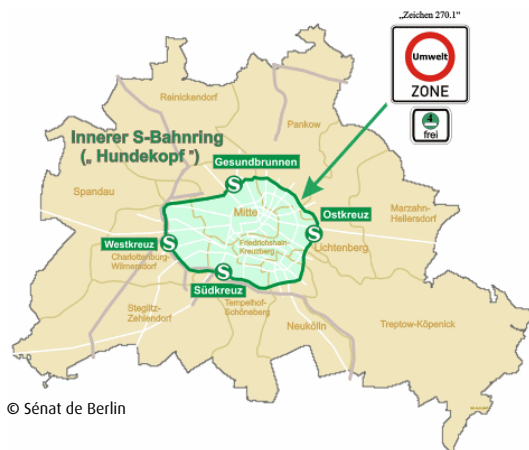 „Zeichen 270.1“
Umwelt
ZONE
frei
Reinickendorf
Pankow
Innerer S-Bahnring
(„ Hundekopf ”)
Gesundbrunnen
S
Spandau
Mitte
Ostkreuz
S
Marzahn-
Hellersdorf
Westkreuz
S
Friedrichshain-
Kreuzberg
Lichtenberg
Charlottenburg-
Wilmersdorf
S
Südkreuz
Steglitz-
Zehlendorf
Tempelhof-
Schöneberg
Neukölln
Treptow-Köpenick
© Sénat de Berlin